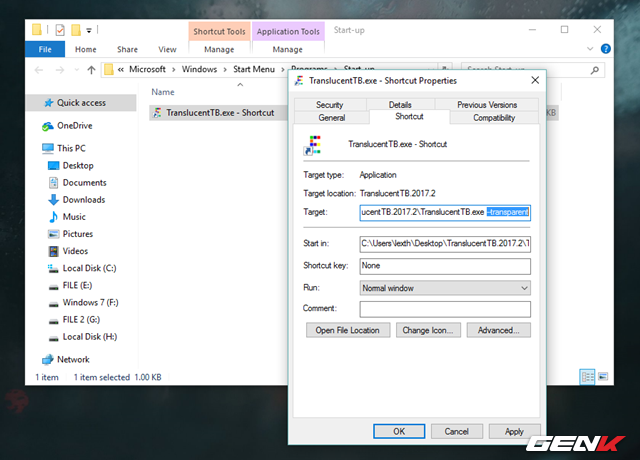 Shortcut Tools
Application Tools
Start-up
File
Home
Share
View
Manage
Manage
« Microsoft > Windows > Start Menu > Programs > Start-up
Search Start-up
Quick access
OneDrive
This PC
Desktop
Documents
Downloads
Music
Pictures
Videos
Local Disk (C:)
FILE (E:)
Windows 7 (F:)
FILE 2 (G:)
Local Disk (H:)
Network
Name
TranslucentTB.exe - Shortcut
KB
1 item
1 item selected 1.00 KB
TranslucentTB.exe - Shortcut Properties
Security
Details
Previous Versions
General
Shortcut
Compatibility
TranslucentTB.exe - Shortcut
Target type: Application
Target location: TranslucentTB.2017.2
Target: ucentTB.2017.2\TranslucentTB.exe --transparent
Start in: C:\Users\lexth\Desktop\TranslucentTB.2017.2\T
Shortcut key: None
Run: Normal window
Comment:
Open File Location
Change Icon...
Advanced...
OK
Cancel
Apply
GENK